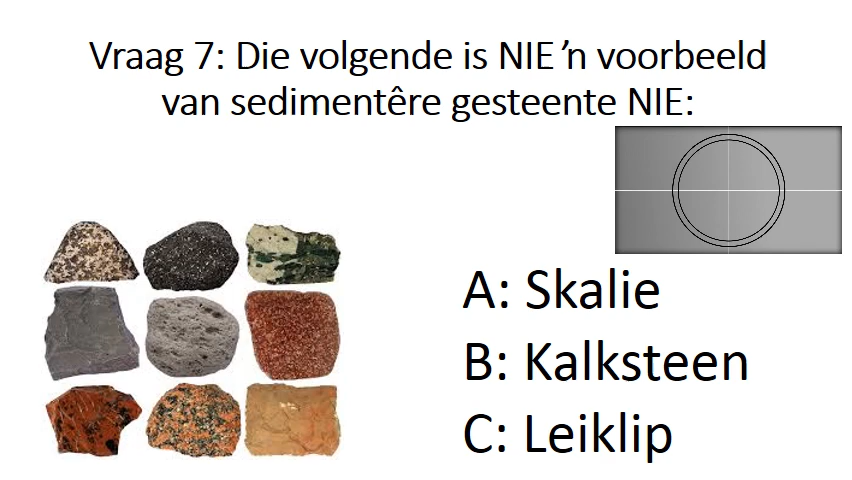 Vraag 7: Die volgende is NIE ’n voorbeeld
van sedimentêre gesteente NIE:
A: Skalie
B: Kalksteen
C: Leiklip